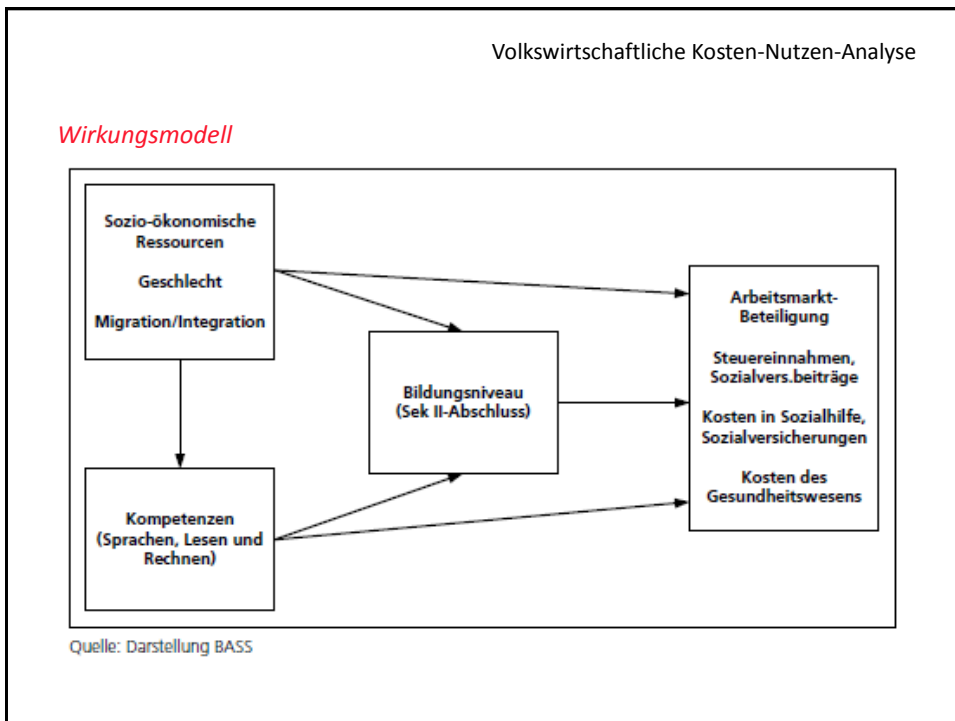 Volkswirtschaftliche Kosten-Nutzen-Analyse
Wirkungsmodell
Sozio-ökonomische
Ressourcen
Geschlecht
Migration/Integration
Kompetenzen
(Sprachen, Lesen und
Rechnen)
Bildungsniveau
(Sek II-Abschluss)
Arbeitsmarkt-
Beteiligung
Steuereinnahmen,
Sozialvers.beiträge
Kosten in Sozialhilfe,
Sozialversicherungen
Kosten des
Gesundheitswesens
Quelle: Darstellung BASS